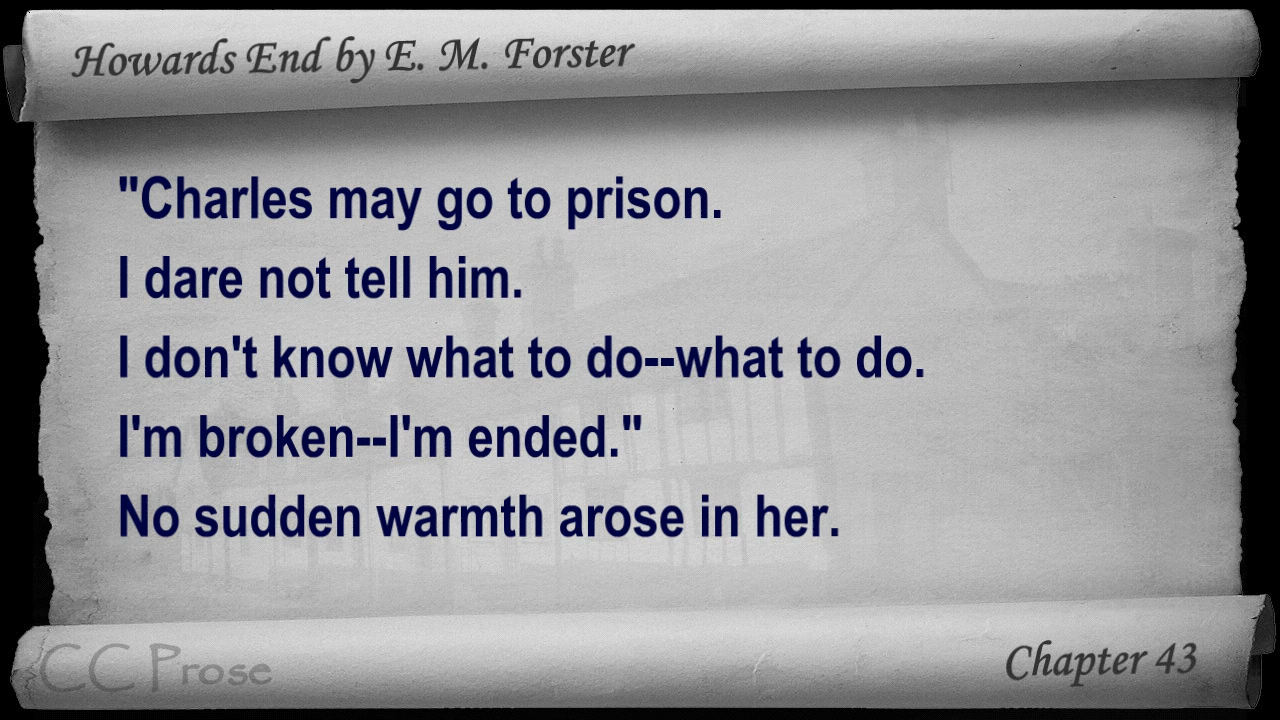 Howards End by E. M. Forster
"Charles may go to prison.
I dare not tell him.
I don't know what to do--what to do.
I'm broken--I'm ended."
No sudden warmth arose in her.
CC Prose
Chapter 43